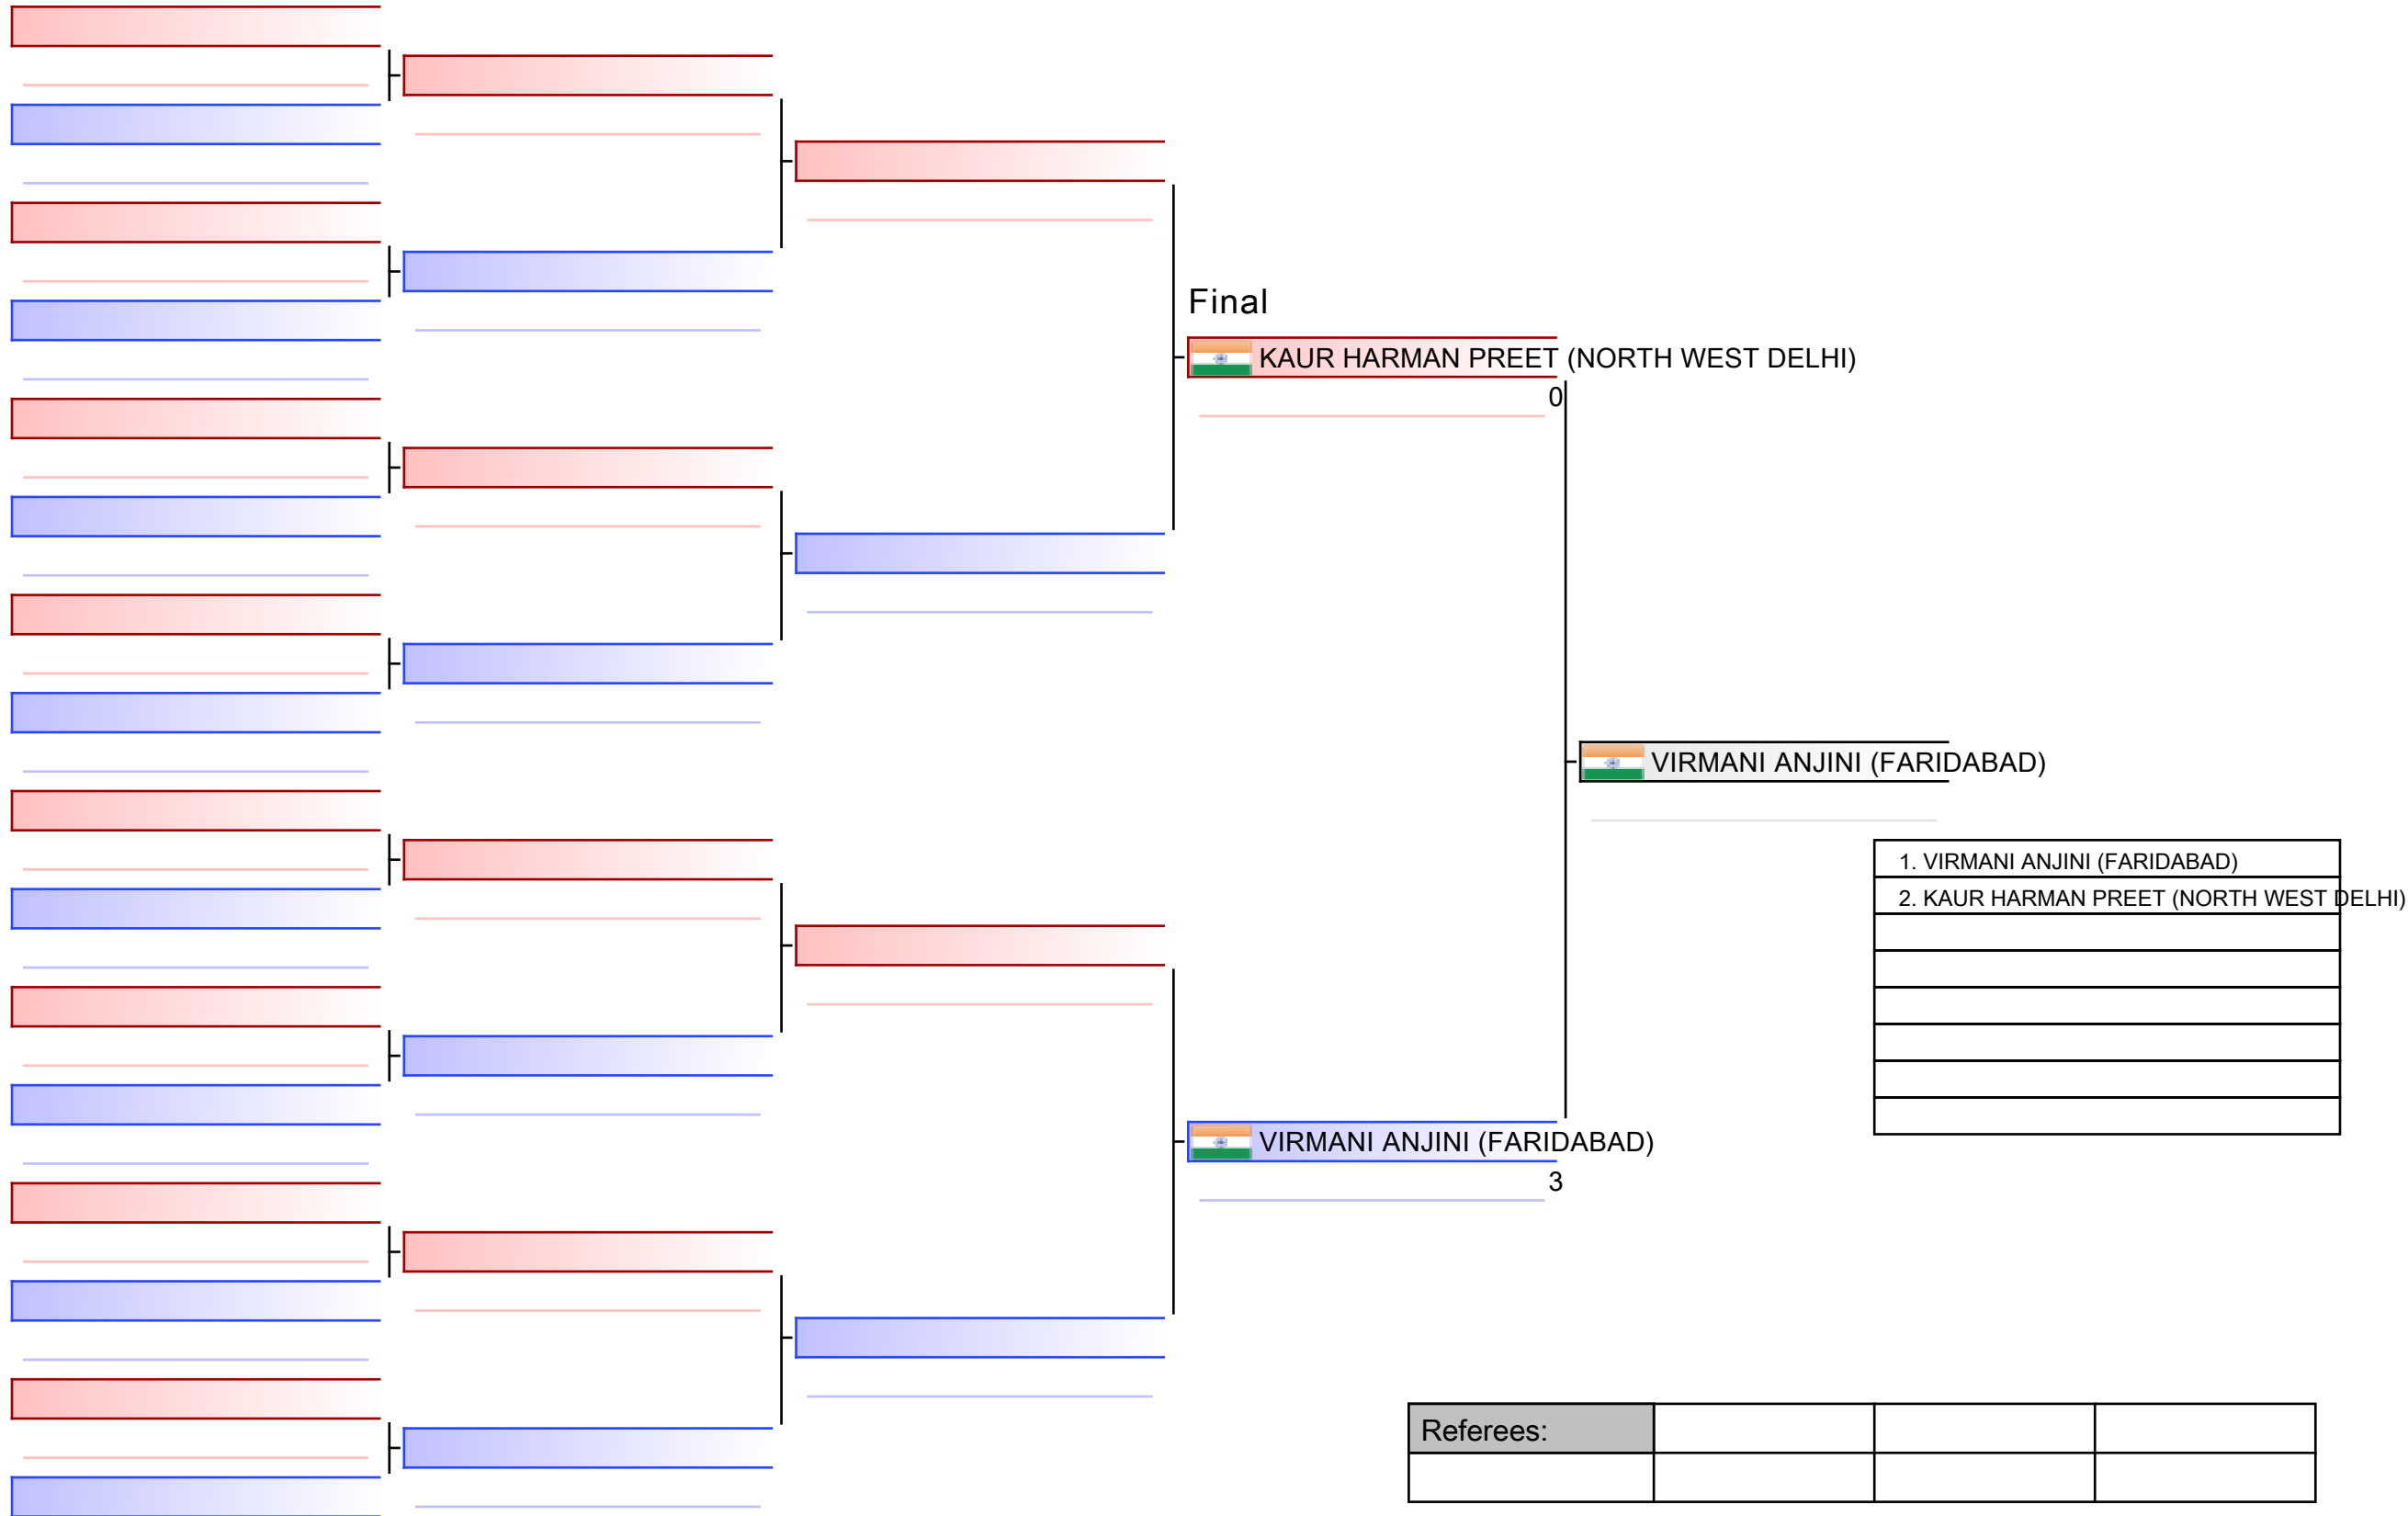 Final
KAUR HARMAN PREET (NORTH WEST DELHI)
0
VIRMANI ANJINI (FARIDABAD)
1. VIRMANI ANJINI (FARIDABAD)
2. KAUR HARMAN PREET (NORTH WEST DELHI)
VIRMANI ANJINI (FARIDABAD)
3
Referees: